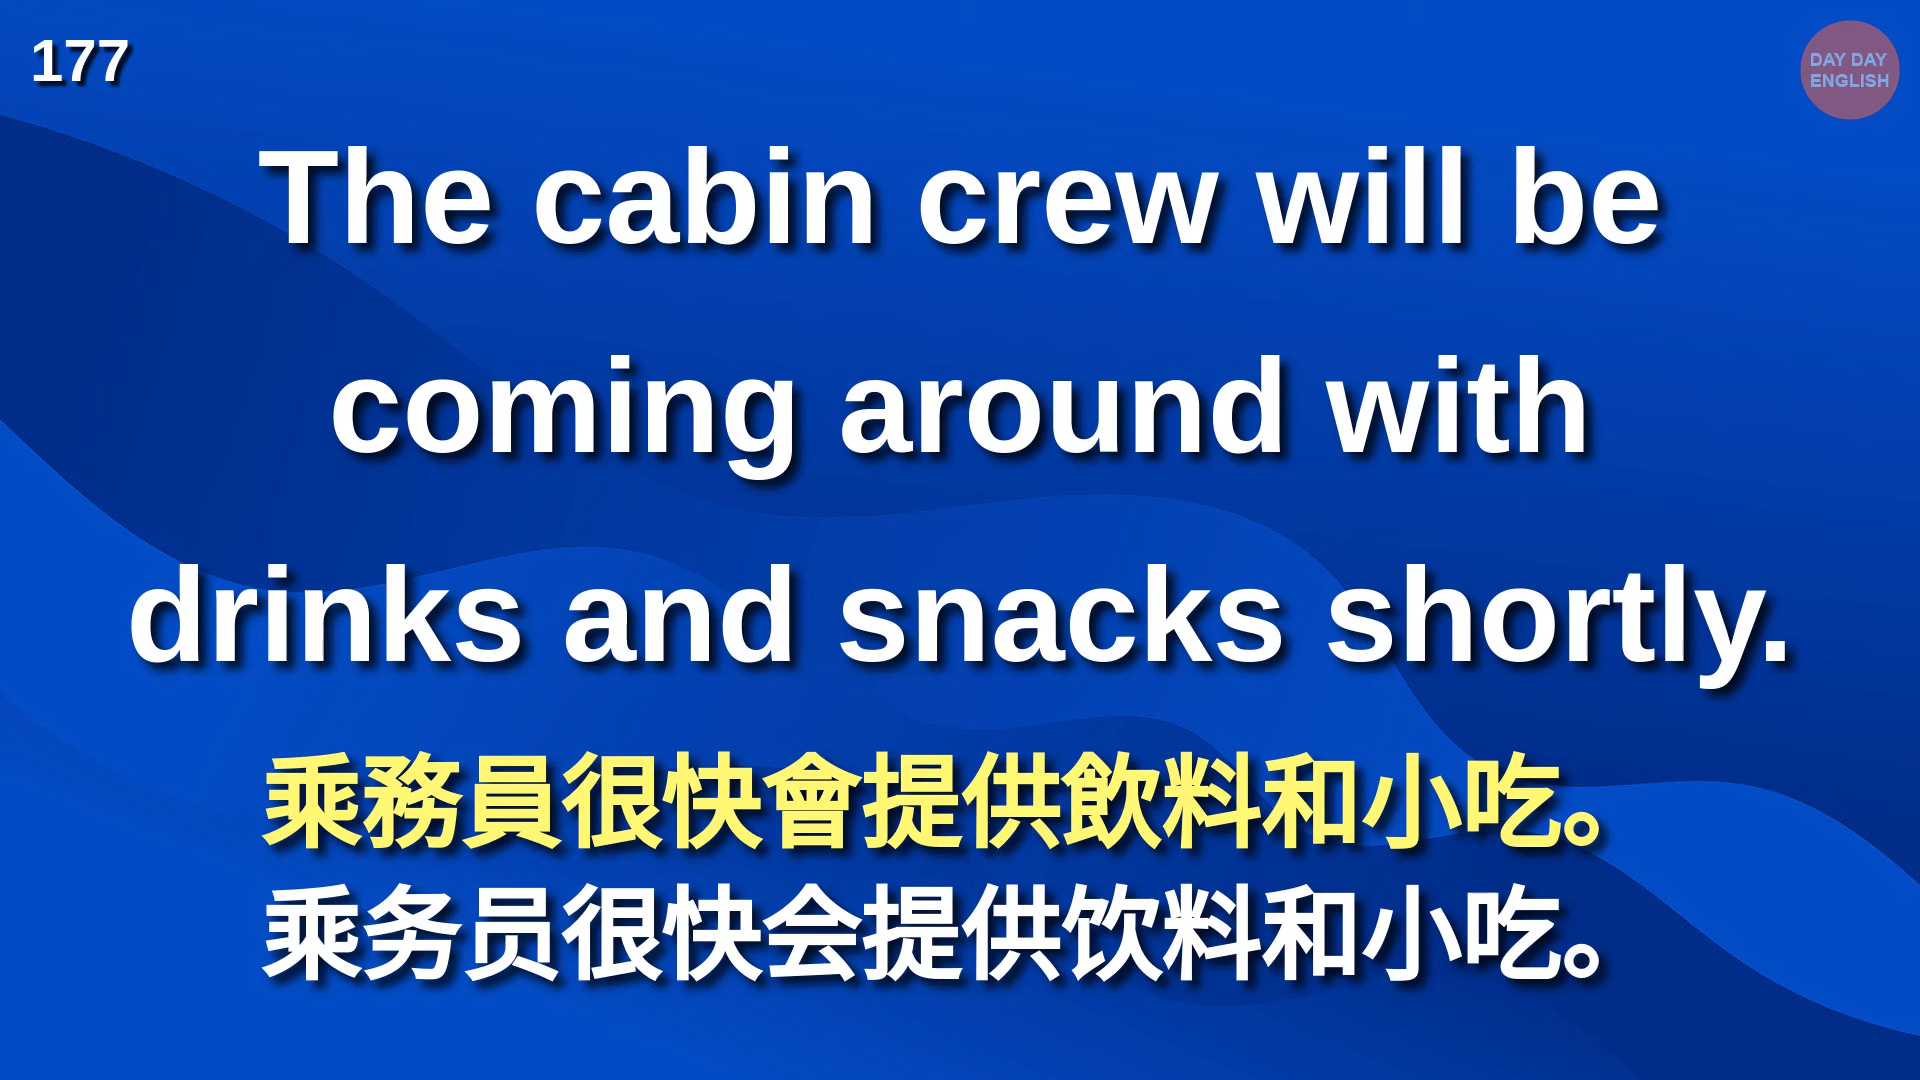 177
DAY DAY
ENGLISH
The cabin crew will be
coming around with
drinks and snacks shortly.
乘務員很快會提供飲料和小吃。
乘务员很快会提供饮料和小吃。